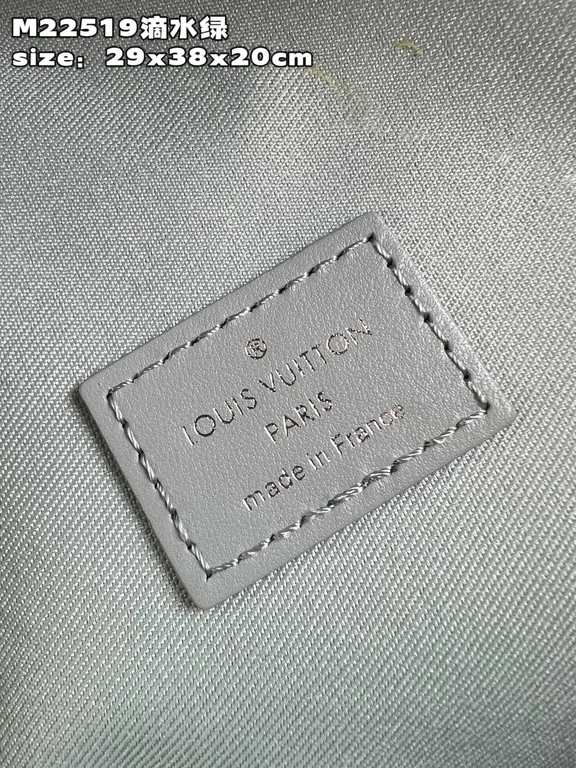 M22519滴水绿
size：29x38x20cm
®
LOUIS VUITTON
PARIS
made in France